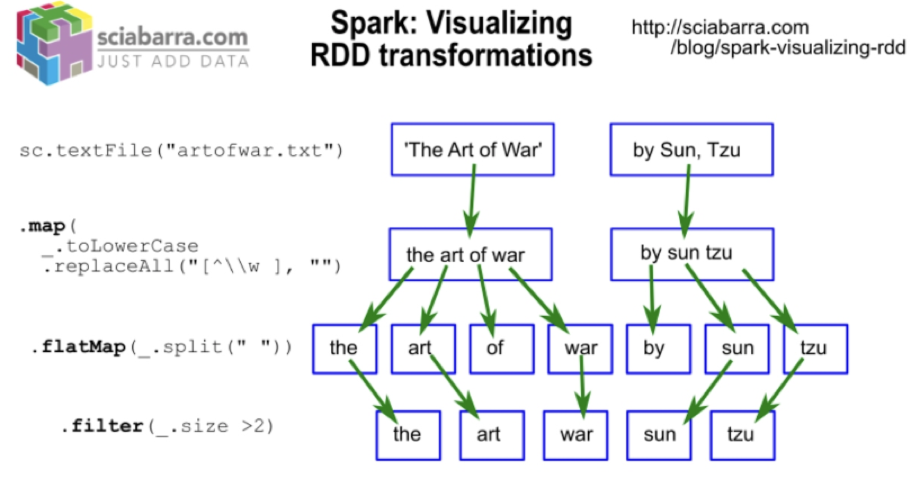 sciabarra.com
JUST ADD DATA
Spark: Visualizing
RDD transformations
http://sciabarra.com
/blog/spark-visualizing-rdd
sc.textFile("artofwar.txt")
'The Art of War'
by Sun, Tzu
.map(
_.toLowerCase
.replaceAll("[^\\w ], "")
the art of war
by sun tzu
.flatMap(_.split(" "))
the
art
of
war
by
sun
tzu
.filter(_.size >2)
the
art
war
sun
tzu